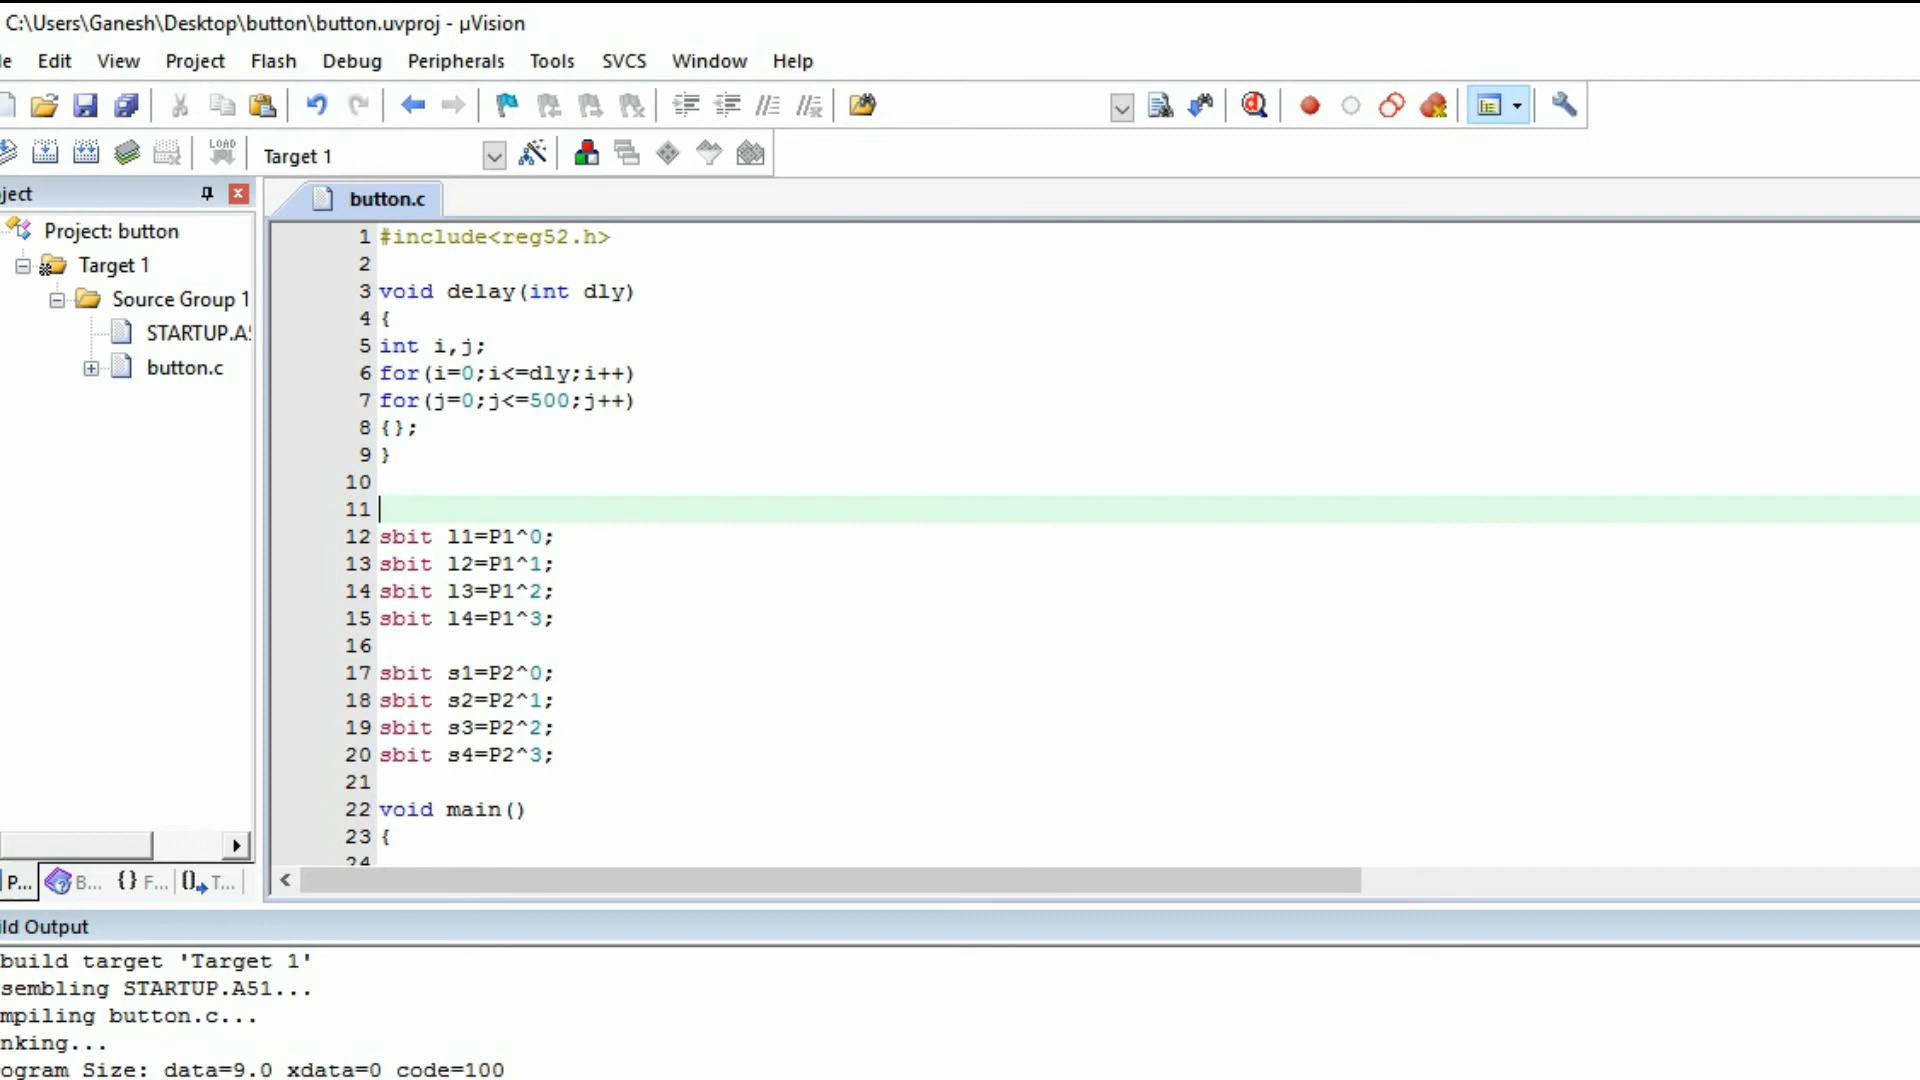 C:\Users\Ganesh\Desktop\button\button.uvproj - µVision
le Edit View Project Flash Debug Peripherals Tools SVCS Window Help
LOAD Target 1
ject
button.c
Project: button
Target 1
Source Group 1
STARTUP.A5
button.c
1 #include<reg52.h>
2
3 void delay(int dly)
4 {
5 int i,j;
6 for(i=0;i<=dly;i++)
7 for(j=0;j<=500;j++)
8 {};
9 }
10
11
12 sbit l1=P1^0;
13 sbit l2=P1^1;
14 sbit l3=P1^2;
15 sbit l4=P1^3;
16
17 sbit s1=P2^0;
18 sbit s2=P2^1;
19 sbit s3=P2^2;
20 sbit s4=P2^3;
21
22 void main()
23 {
24
P... B... {} F... 0 T...
ild Output
build target 'Target 1'
sembling STARTUP.A51...
mpiling button.c...
nking...
ogram Size: data=9.0 xdata=0 code=100